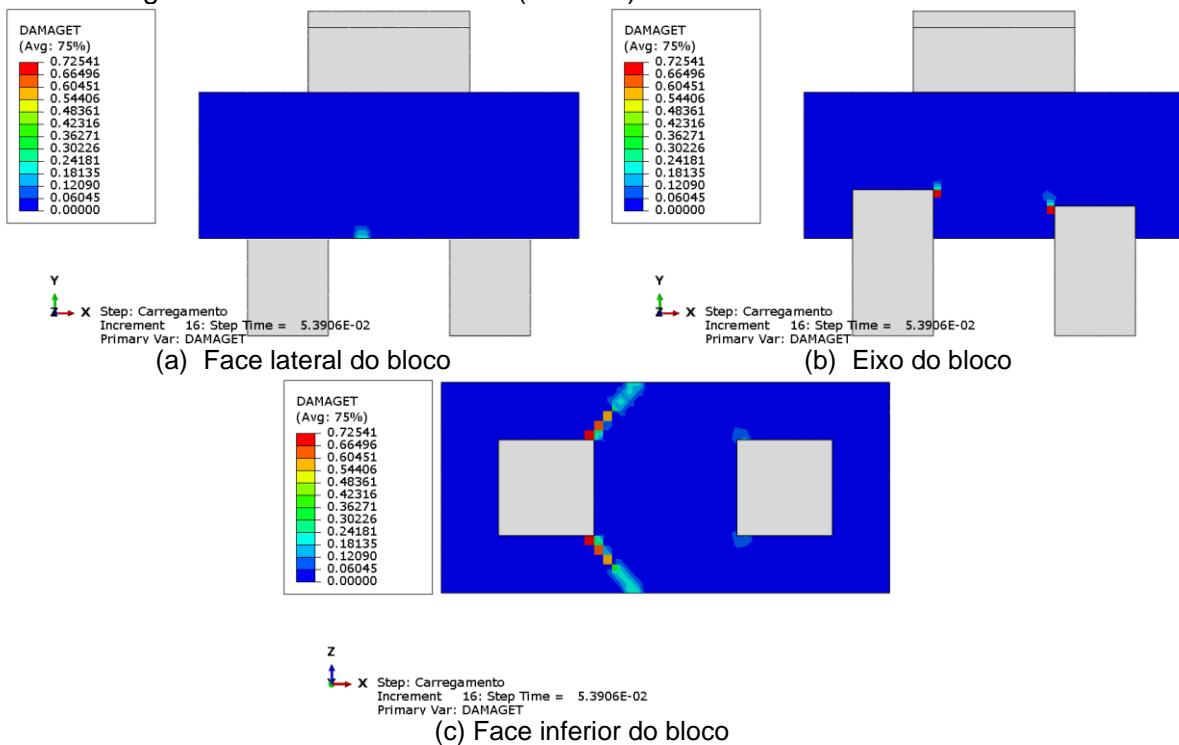 DAMAGET
(Avg: 75%)
0.72541
0.66496
0.60451
0.54406
0.48361
0.42316
0.36271
0.30226
0.24181
0.18135
0.12090
0.06045
0.00000
Y
Z X Step: Carregamento
Increment 16: Step Time = 5.3906E-02
Primary Var: DAMAGET
(a) Face lateral do bloco
DAMAGET
(Avg: 75%)
0.72541
0.66496
0.60451
0.54406
0.48361
0.42316
0.36271
0.30226
0.24181
0.18135
0.12090
0.06045
0.00000
Y
Z X Step: Carregamento
Increment 16: Step Time = 5.3906E-02
Primary Var: DAMAGET
(b) Eixo do bloco
DAMAGET
(Avg: 75%)
0.72541
0.66496
0.60451
0.54406
0.48361
0.42316
0.36271
0.30226
0.24181
0.18135
0.12090
0.06045
0.00000
Z
Y X Step: Carregamento
Increment 16: Step Time = 5.3906E-02
Primary Var: DAMAGET
(c) Face inferior do bloco